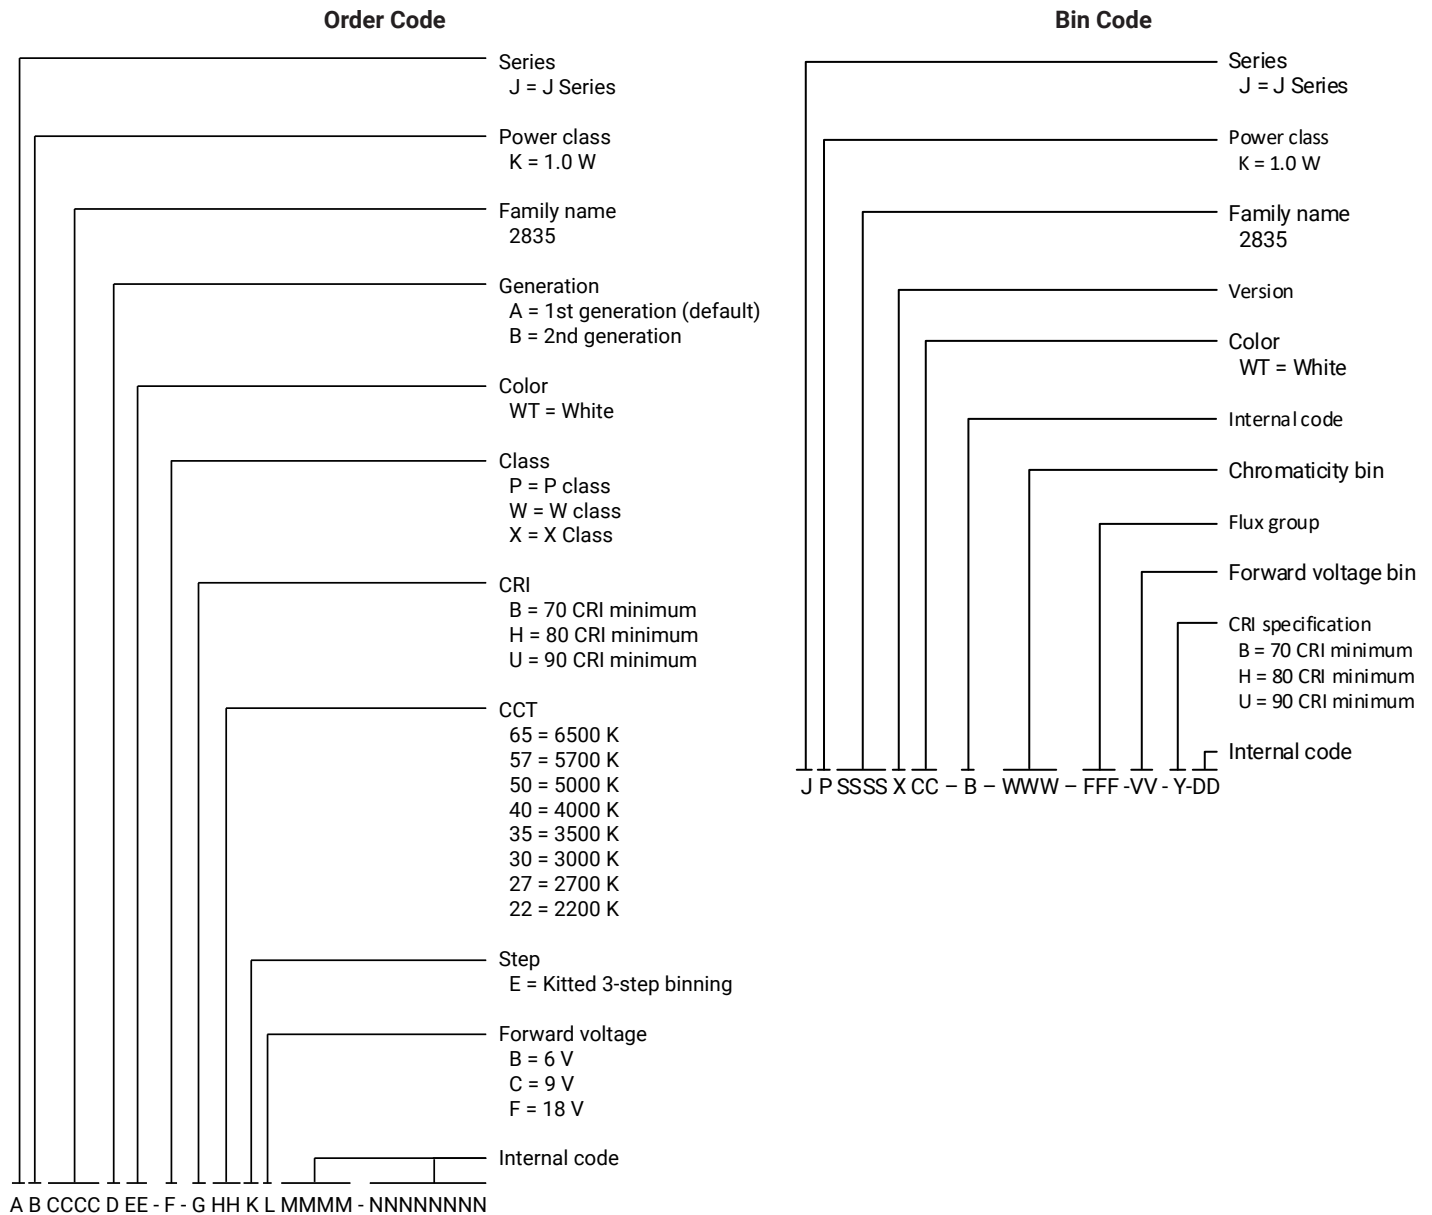 Order Code
Series
J = J Series
Power class
K = 1.0 W
Family name
2835
Generation
A = 1st generation (default)
B = 2nd generation
Color
WT = White
Class
P = P class
W = W class
X = X Class
CRI
B = 70 CRI minimum
H = 80 CRI minimum
U = 90 CRI minimum
CCT
65 = 6500 K
57 = 5700 K
50 = 5000 K
40 = 4000 K
35 = 3500 K
30 = 3000 K
27 = 2700 K
22 = 2200 K
Step
E = Kitted 3-step binning
Forward voltage
B = 6 V
C = 9 V
F = 18 V
Internal code
A B CCCC D EE - F - G HH K L MMMM - NNNNNNNN
Bin Code
Series
J = J Series
Power class
K = 1.0 W
Family name
2835
Version
Color
WT = White
Internal code
Chromaticity bin
Flux group
Forward voltage bin
CRI specification
B = 70 CRI minimum
H = 80 CRI minimum
U = 90 CRI minimum
Internal code
J P SSSS X CC – B – WWW – FFF -VV - Y-DD